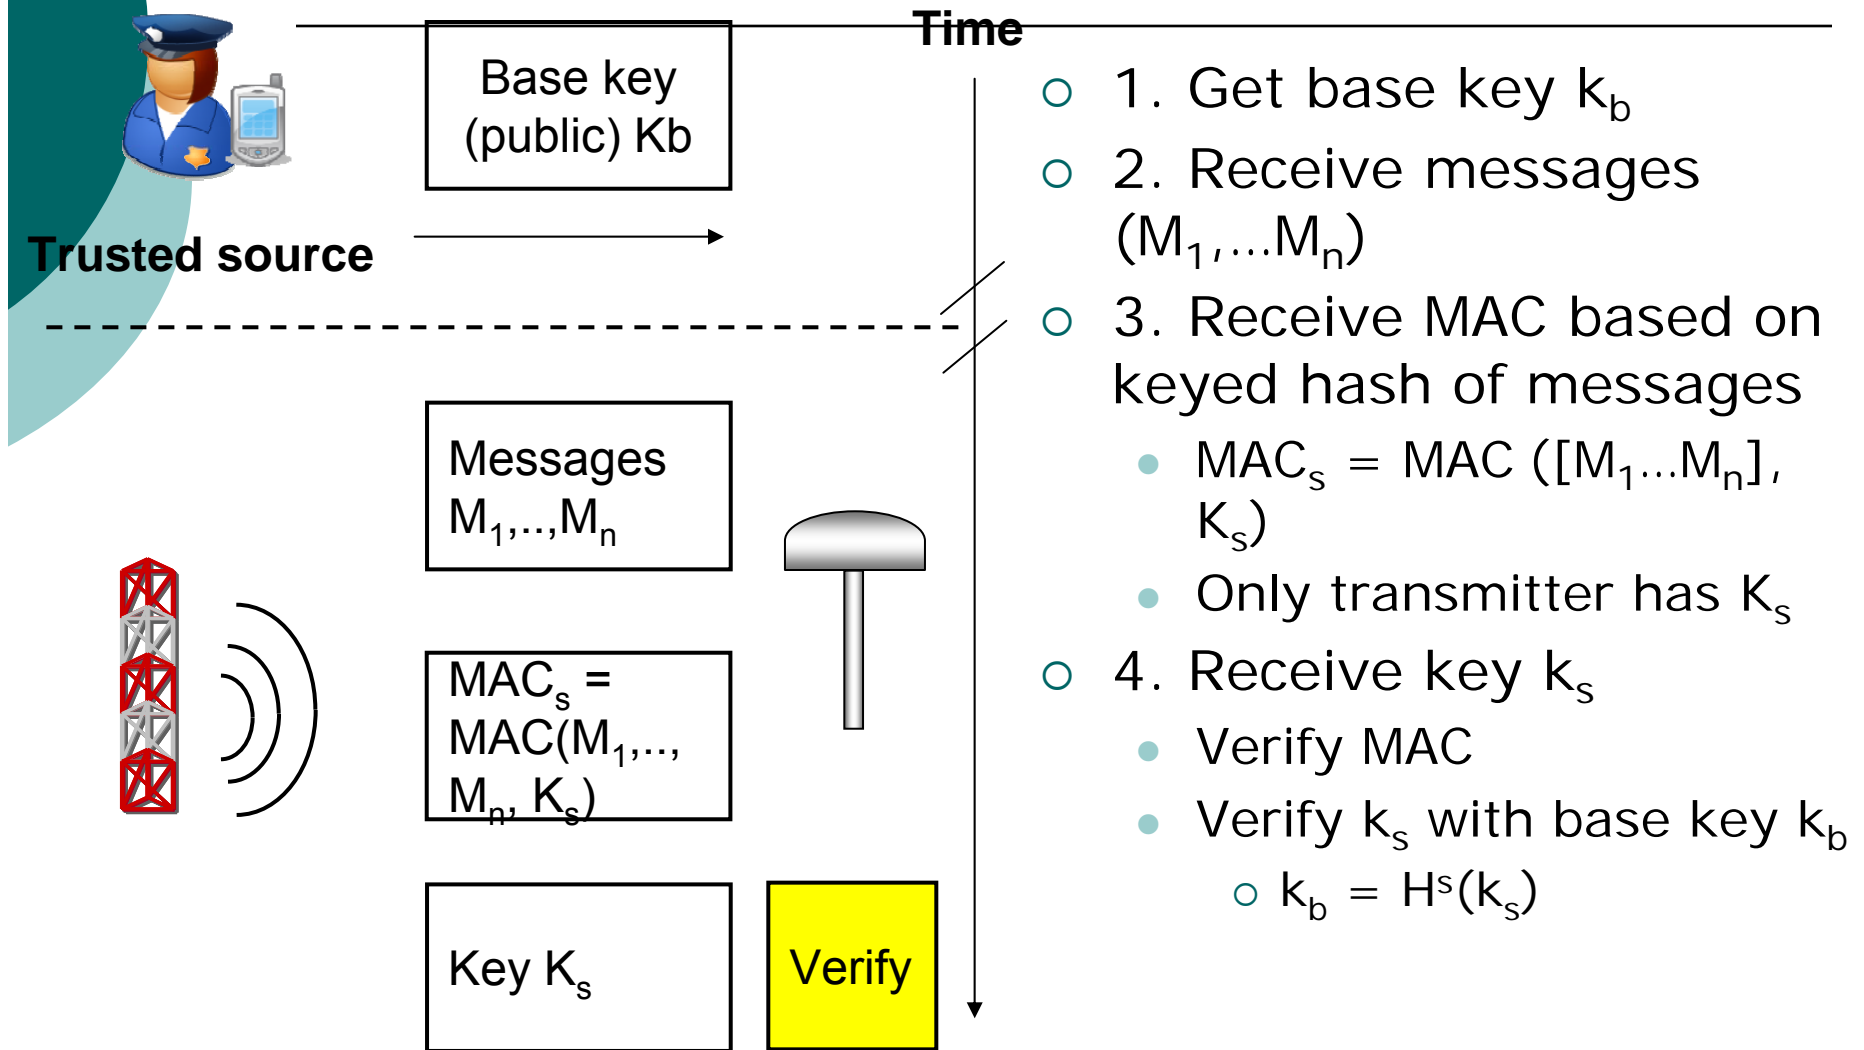 Time
Base key
(public) Kb
Trusted source
Messages
M₁,..,Mₙ
MACₛ =
MAC(M₁,..,
Mₙ, Kₛ)
Key Kₛ
Verify
1. Get base key k_b
2. Receive messages
(M₁,...Mₙ)
3. Receive MAC based on
keyed hash of messages
MACₛ = MAC ([M₁...Mₙ],
Kₛ)
Only transmitter has Kₛ
4. Receive key kₛ
Verify MAC
Verify kₛ with base key k_b
k_b = Hˢ(kₛ)